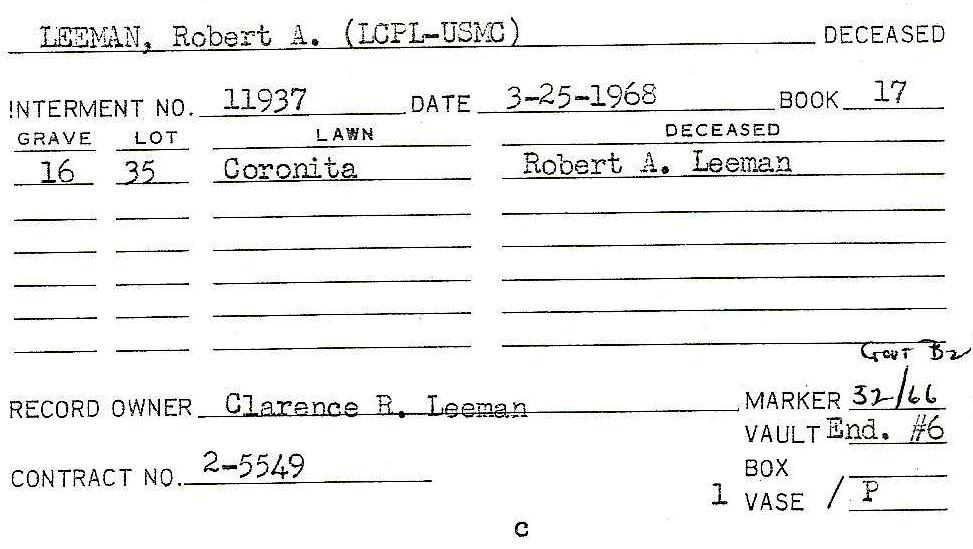 LEEMAN, Robert A. (LCPL-USMC) DECEASED
INTERMENT NO. 11937 DATE 3-25-1968 BOOK 17
GRAVE LOT LAWN DECEASED
16 35 Coronita Robert A. Leeman
Gov't Bz
RECORD OWNER Clarence R. Leeman MARKER 32/66
VAULT End. #6
CONTRACT NO. 2-5549 BOX
1 VASE / P
C